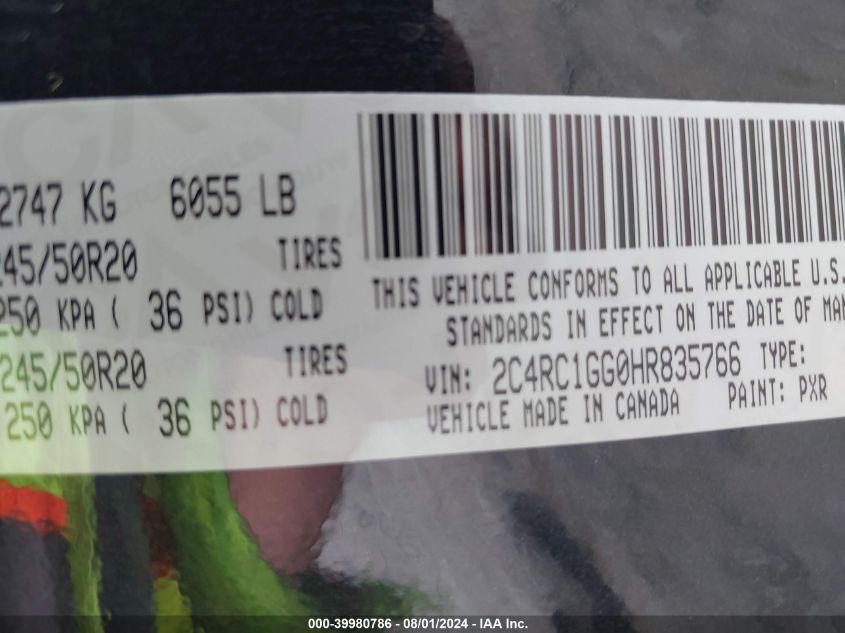 2747 KG 6055 LB
245/50R20 TIRES
250 KPA ( 36 PSI) COLD
245/50R20 TIRES
250 KPA ( 36 PSI) COLD
THIS VEHICLE CONFORMS TO ALL APPLICABLE U.S.
STANDARDS IN EFFECT ON THE DATE OF MAN
VIN: 2C4RC1GG0HR835766 TYPE:
VEHICLE MADE IN CANADA PAINT: PXR
000-39980786 - 08/01/2024 - IAA Inc.